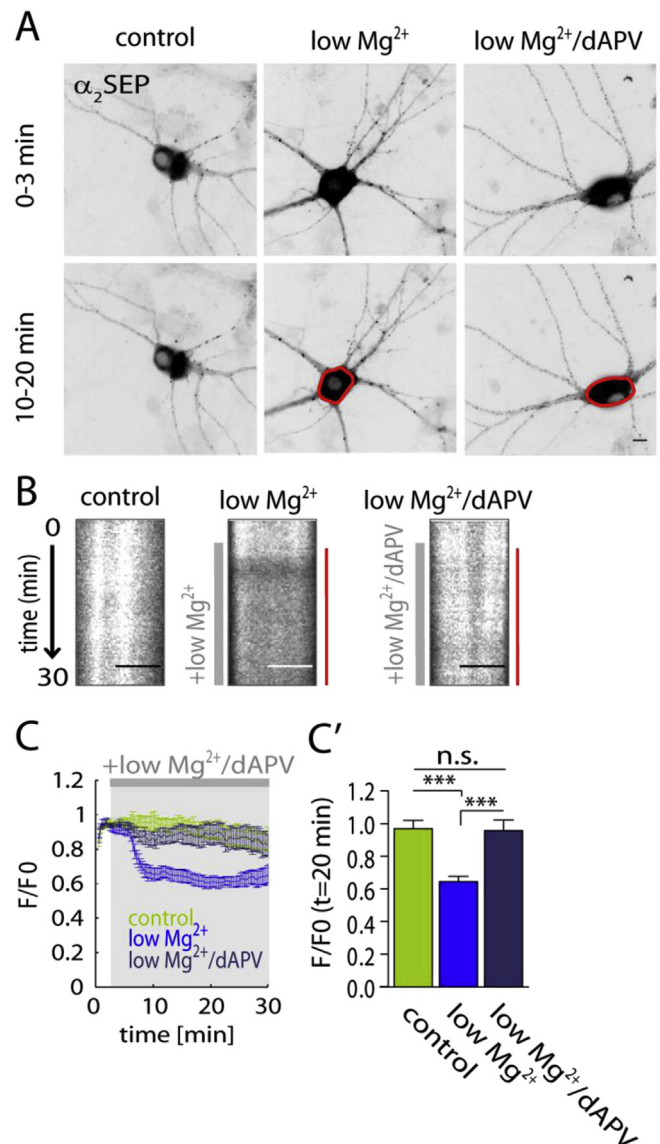 A
control
low Mg²⁺
low Mg²⁺/dAPV
α₂SEP
0-3 min
10-20 min
B
control
low Mg²⁺
low Mg²⁺/dAPV
0
time (min)
30
+low Mg²⁺
+low Mg²⁺/dAPV
C
+low Mg²⁺/dAPV
1.2
1
0.8
0.6
0.4
0.2
0
F/F0
control
low Mg²⁺
low Mg²⁺/dAPV
0
10
20
30
time [min]
C'
n.s.
***
***
1.2
1.0
0.8
0.6
0.4
0.2
0.0
F/F0 (t=20 min)
control
low Mg²⁺
low Mg²⁺/dAPV